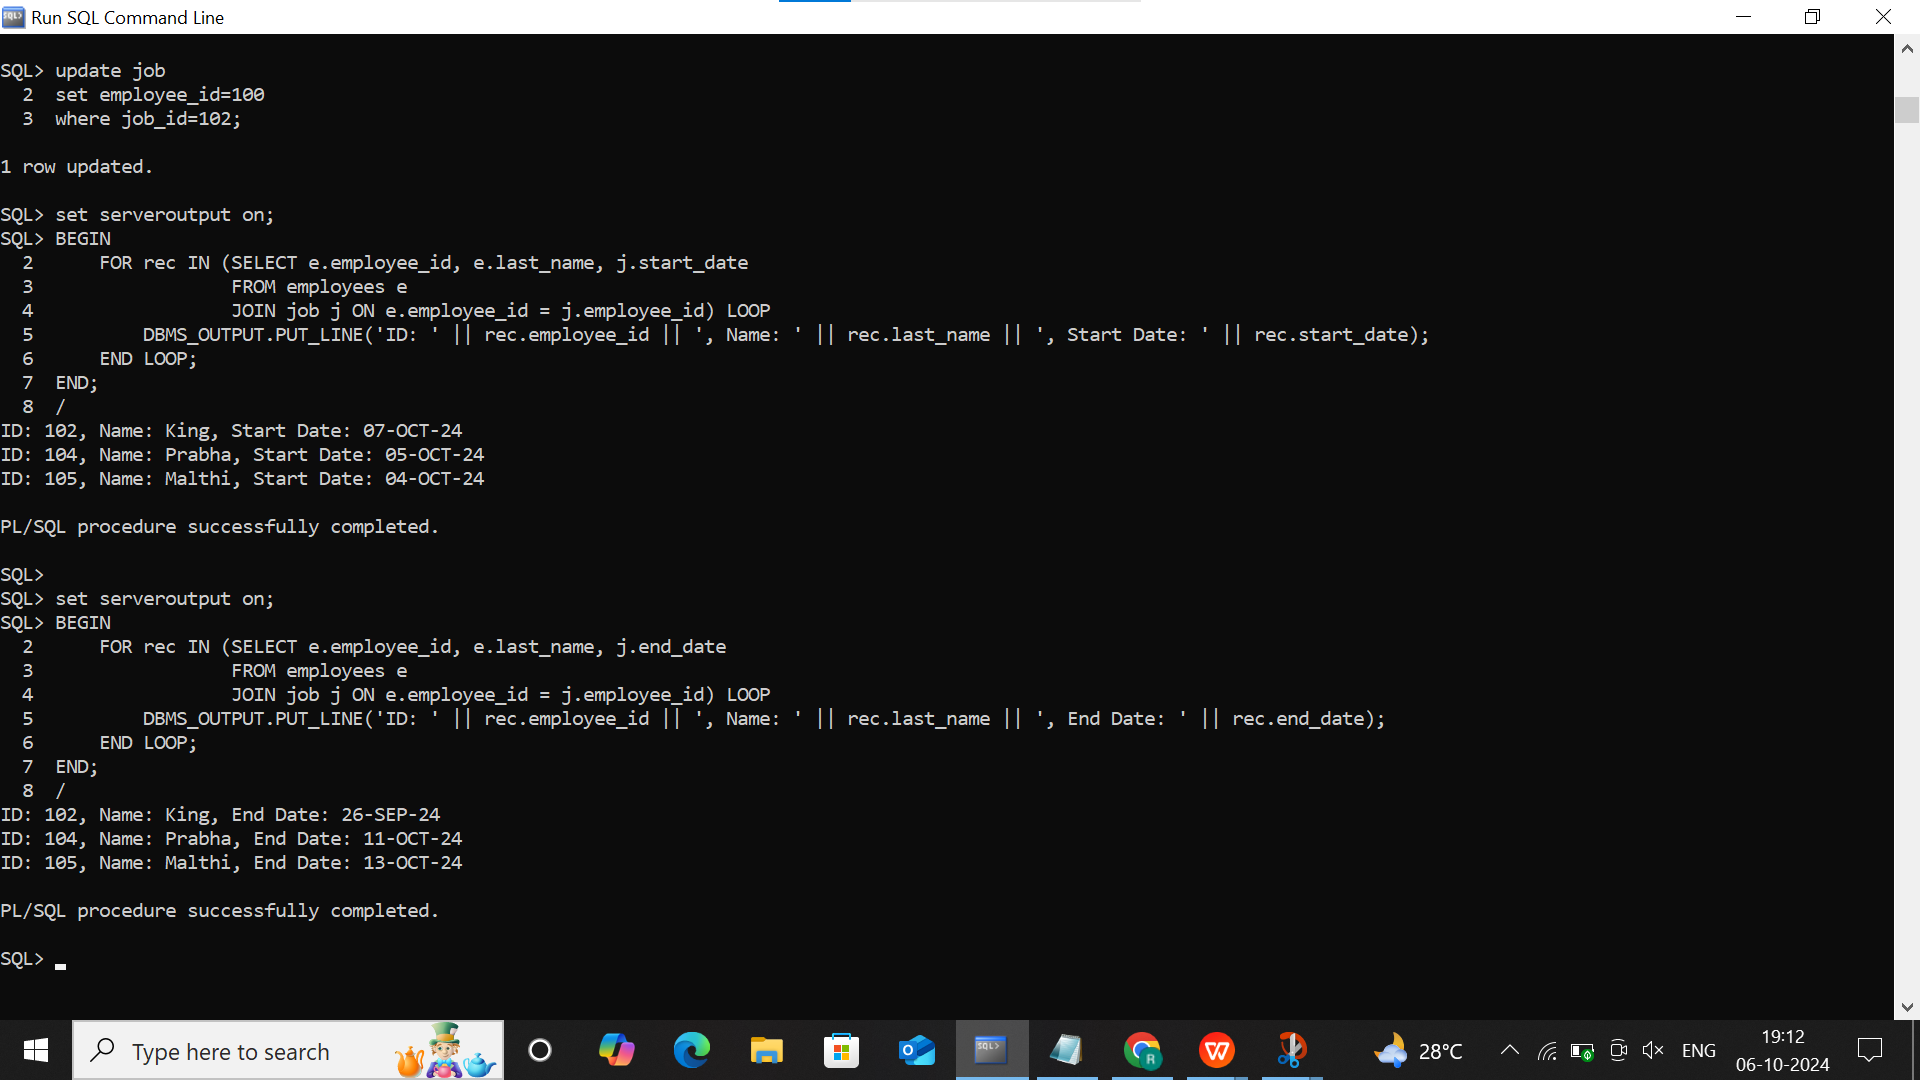 Run SQL Command Line
SQL> update job
  2  set employee_id=100
  3  where job_id=102;
1 row updated.
SQL> set serveroutput on;
SQL> BEGIN
  2      FOR rec IN (SELECT e.employee_id, e.last_name, j.start_date
  3                  FROM employees e
  4                  JOIN job j ON e.employee_id = j.employee_id) LOOP
  5          DBMS_OUTPUT.PUT_LINE('ID: ' || rec.employee_id || ', Name: ' || rec.last_name || ', Start Date: ' || rec.start_date);
  6      END LOOP;
  7  END;
  8  /
ID: 102, Name: King, Start Date: 07-OCT-24
ID: 104, Name: Prabha, Start Date: 05-OCT-24
ID: 105, Name: Malthi, Start Date: 04-OCT-24
PL/SQL procedure successfully completed.
SQL>
SQL> set serveroutput on;
SQL> BEGIN
  2      FOR rec IN (SELECT e.employee_id, e.last_name, j.end_date
  3                  FROM employees e
  4                  JOIN job j ON e.employee_id = j.employee_id) LOOP
  5          DBMS_OUTPUT.PUT_LINE('ID: ' || rec.employee_id || ', Name: ' || rec.last_name || ', End Date: ' || rec.end_date);
  6      END LOOP;
  7  END;
  8  /
ID: 102, Name: King, End Date: 26-SEP-24
ID: 104, Name: Prabha, End Date: 11-OCT-24
ID: 105, Name: Malthi, End Date: 13-OCT-24
PL/SQL procedure successfully completed.
SQL>
Type here to search
28°C
ENG
19:12
06-10-2024